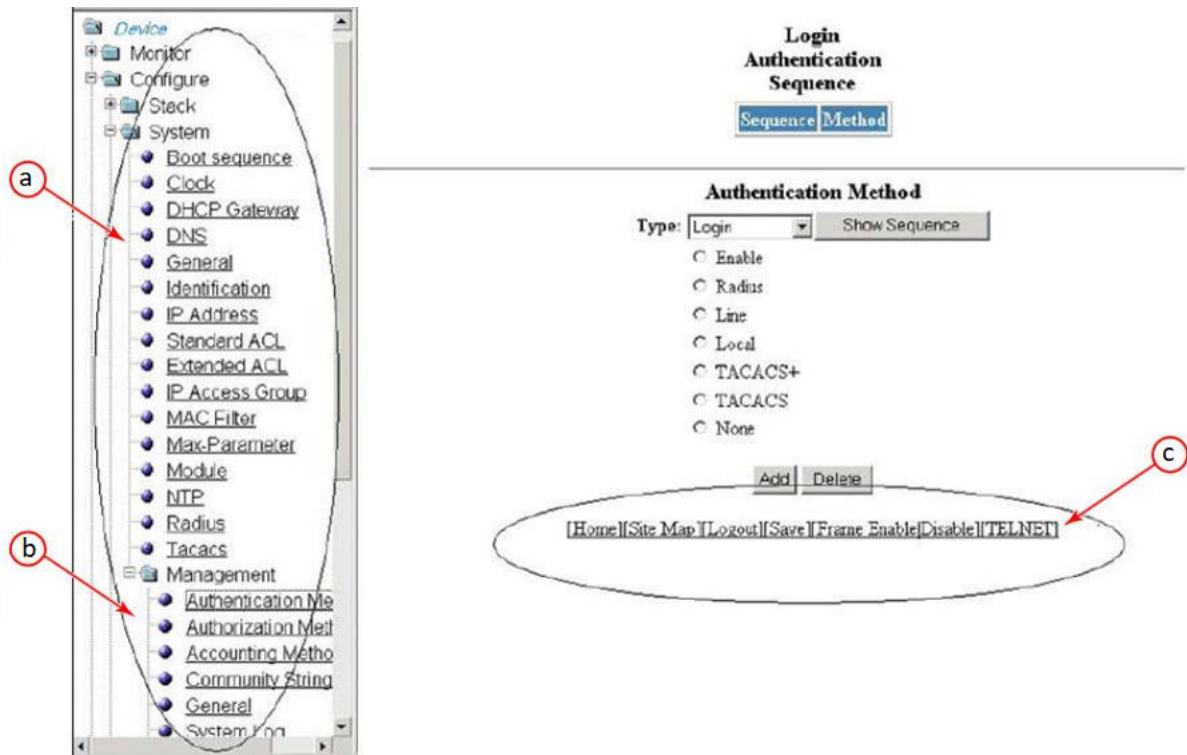 Device
Monitor
Configure
Stack
System
Boot sequence
Clock
DHCP Gateway
DNS
General
Identification
IP Address
Standard ACL
Extended ACL
IP Access Group
MAC Filter
Max-Parameter
Module
NTP
Radius
Tacacs
Management
Authentication Me
Authorization Meth
Accounting Metho
Community String
General
System Log
a
b
Login
Authentication
Sequence
Sequence Method
Authentication Method
Type: Login Show Sequence
Enable
Radius
Line
Local
TACACS+
TACACS
None
Add Delete
[Home][Site Map][Logout][Save][Frame Enable|Disable][TELNET]
c